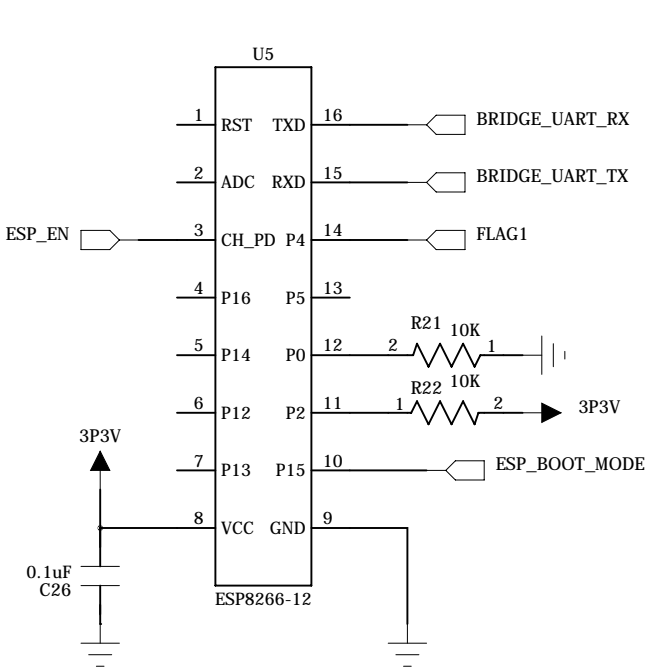 U5
1 RST TXD 16 BRIDGE_UART_RX
2 ADC RXD 15 BRIDGE_UART_TX
ESP_EN 3 CH_PD P4 14 FLAG1
4 P16 P5 13
R21 10K
5 P14 P0 12 2 1
R22 10K
6 P12 P2 11 1 2 3P3V
3P3V
7 P13 P15 10 ESP_BOOT_MODE
8 VCC GND 9
0.1uF
C26
ESP8266-12